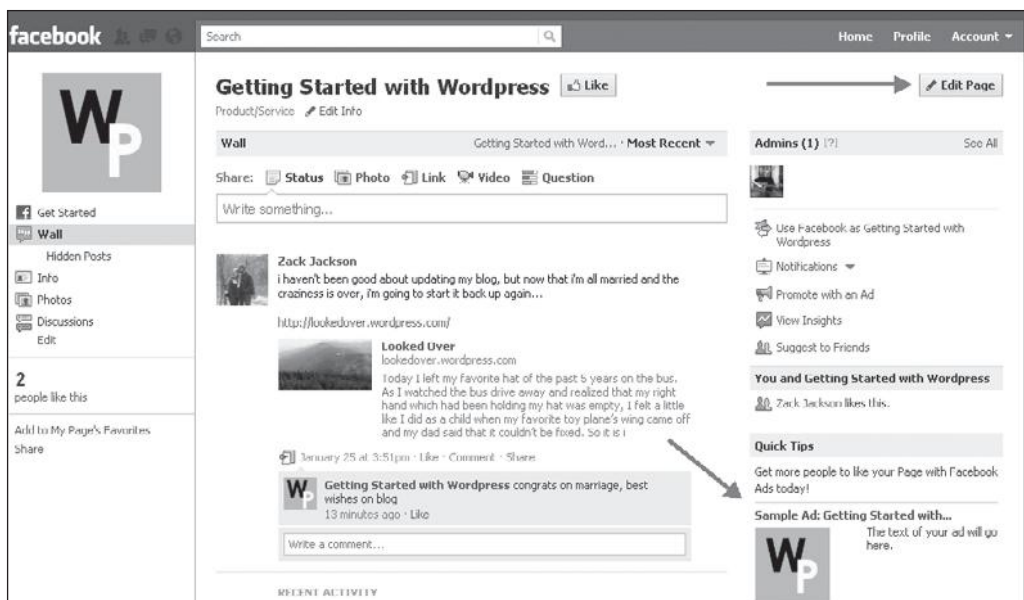 facebook
Search
Home Profile Account
WP
Getting Started with Wordpress Like
Edit Page
Product/Service Edit Info
Wall Getting Started with Word... · Most Recent
Admins (1) [?] See All
Share: Status Photo Link Video Question
Write something...
Get Started
Wall
Hidden Posts
Info
Photos
Discussions
Edit
2
people like this
Add to My Page's Favorites
Share
Zack Jackson
i haven't been good about updating my blog, but now that i'm all married and the
craziness is over, i'm going to start it back up again...
http://lookedover.wordpress.com/
Looked Over
lookedover.wordpress.com
Today I left my favorite hat of the past 5 years on the bus.
As I watched the bus drive away and realized that my right
hand which had been holding my hat was empty, I felt a little
like I did as a child when my favorite toy plane's wing came off
and my dad said that it couldn't be fixed. So it is i
January 25 at 3:51pm · Like · Comment · Share
WP
Getting Started with Wordpress congrats on marriage, best
wishes on blog
13 minutes ago · Like
Write a comment...
RECENT ACTIVITY
Use Facebook as Getting Started with
Wordpress
Notifications
Promote with an Ad
View Insights
Suggest to Friends
You and Getting Started with Wordpress
Zack Jackson likes this.
Quick Tips
Get more people to like your Page with Facebook
Ads today!
Sample Ad: Getting Started with...
WP
The text of your ad will go
here.